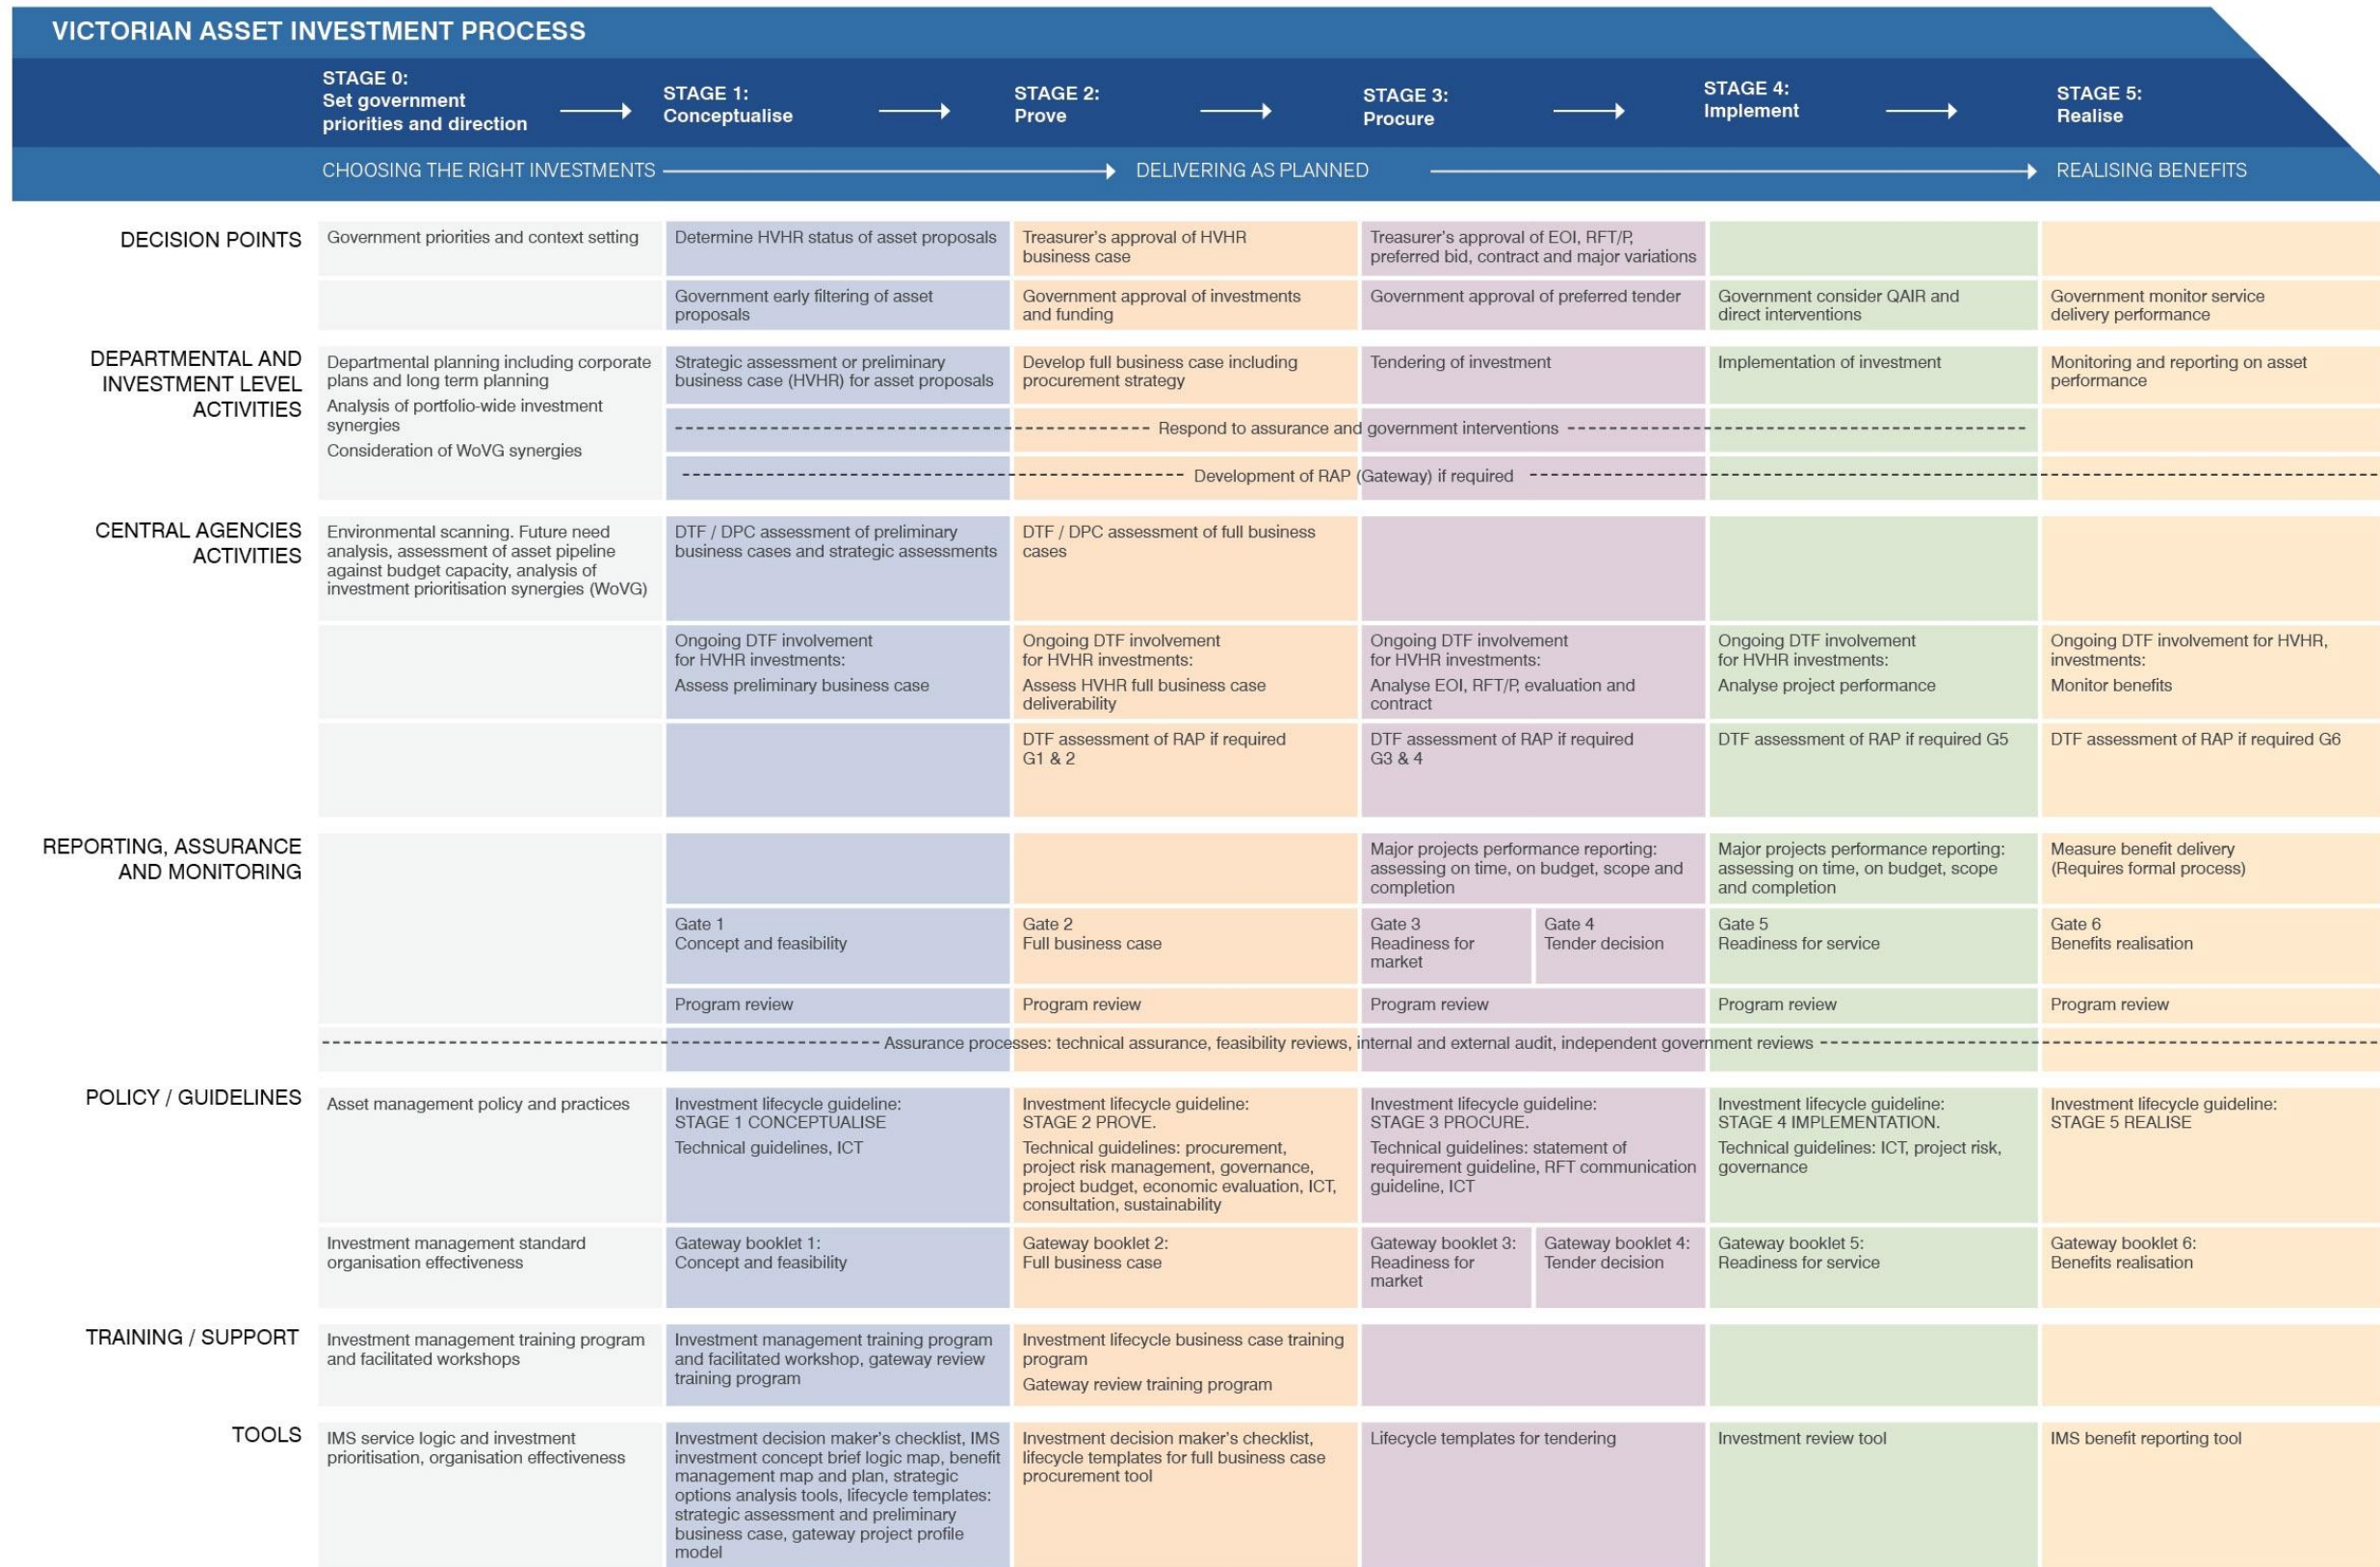 VICTORIAN ASSET INVESTMENT PROCESS
STAGE 0:
Set government
priorities and direction
STAGE 1:
Conceptualise
STAGE 2:
Prove
STAGE 3:
Procure
STAGE 4:
Implement
STAGE 5:
Realise
CHOOSING THE RIGHT INVESTMENTS
DELIVERING AS PLANNED
REALISING BENEFITS
DECISION POINTS
Government priorities and context setting
Determine HVHR status of asset proposals
Treasurer's approval of HVHR
business case
Treasurer's approval of EOI, RFT/P,
preferred bid, contract and major variations
Government early filtering of asset
proposals
Government approval of investments
and funding
Government approval of preferred tender
Government consider QAIR and
direct interventions
Government monitor service
delivery performance
DEPARTMENTAL AND
INVESTMENT LEVEL
ACTIVITIES
Departmental planning including corporate
plans and long term planning
Analysis of portfolio-wide investment
synergies
Consideration of WoVG synergies
Strategic assessment or preliminary
business case (HVHR) for asset proposals
Develop full business case including
procurement strategy
Tendering of investment
Implementation of investment
Monitoring and reporting on asset
performance
Respond to assurance and government interventions
Development of RAP (Gateway) if required
CENTRAL AGENCIES
ACTIVITIES
Environmental scanning. Future need
analysis, assessment of asset pipeline
against budget capacity, analysis of
investment prioritisation synergies (WoVG)
DTF / DPC assessment of preliminary
business cases and strategic assessments
DTF / DPC assessment of full business
cases
Ongoing DTF involvement
for HVHR investments:
Assess preliminary business case
Ongoing DTF involvement
for HVHR investments:
Assess HVHR full business case
deliverability
Ongoing DTF involvement
for HVHR investments:
Analyse EOI, RFT/P, evaluation and
contract
Ongoing DTF involvement
for HVHR investments:
Analyse project performance
Ongoing DTF involvement for HVHR,
investments:
Monitor benefits
DTF assessment of RAP if required
G1 & 2
DTF assessment of RAP if required
G3 & 4
DTF assessment of RAP if required G5
DTF assessment of RAP if required G6
REPORTING, ASSURANCE
AND MONITORING
Major projects performance reporting:
assessing on time, on budget, scope and
completion
Major projects performance reporting:
assessing on time, on budget, scope
and completion
Measure benefit delivery
(Requires formal process)
Gate 1
Concept and feasibility
Gate 2
Full business case
Gate 3
Readiness for
market
Gate 4
Tender decision
Gate 5
Readiness for service
Gate 6
Benefits realisation
Program review
Program review
Program review
Program review
Program review
Assurance processes: technical assurance, feasibility reviews, internal and external audit, independent government reviews
POLICY / GUIDELINES
Asset management policy and practices
Investment lifecycle guideline:
STAGE 1 CONCEPTUALISE
Technical guidelines, ICT
Investment lifecycle guideline:
STAGE 2 PROVE.
Technical guidelines: procurement,
project risk management, governance,
project budget, economic evaluation, ICT,
consultation, sustainability
Investment lifecycle guideline:
STAGE 3 PROCURE.
Technical guidelines: statement of
requirement guideline, RFT communication
guideline, ICT
Investment lifecycle guideline:
STAGE 4 IMPLEMENTATION.
Technical guidelines: ICT, project risk,
governance
Investment lifecycle guideline:
STAGE 5 REALISE
Investment management standard
organisation effectiveness
Gateway booklet 1:
Concept and feasibility
Gateway booklet 2:
Full business case
Gateway booklet 3:
Readiness for
market
Gateway booklet 4:
Tender decision
Gateway booklet 5:
Readiness for service
Gateway booklet 6:
Benefits realisation
TRAINING / SUPPORT
Investment management training program
and facilitated workshops
Investment management training program
and facilitated workshop, gateway review
training program
Investment lifecycle business case training
program
Gateway review training program
TOOLS
IMS service logic and investment
prioritisation, organisation effectiveness
Investment decision maker's checklist, IMS
investment concept brief logic map, benefit
management map and plan, strategic
options analysis tools, lifecycle templates:
strategic assessment and preliminary
business case, gateway project profile
model
Investment decision maker's checklist,
lifecycle templates for full business case
procurement tool
Lifecycle templates for tendering
Investment review tool
IMS benefit reporting tool